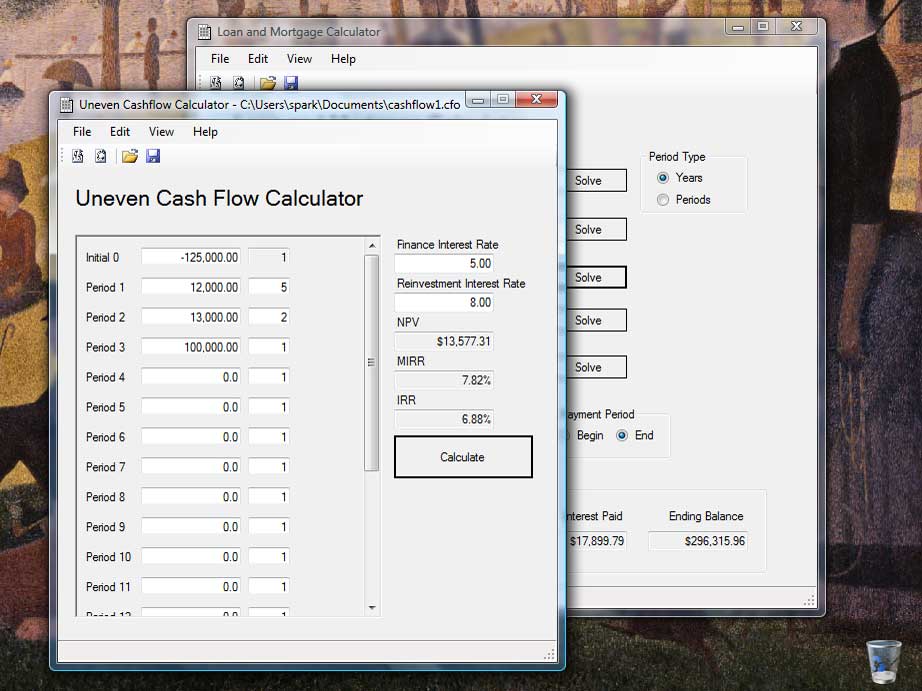 Loan and Mortgage Calculator
File Edit View Help
Uneven Cashflow Calculator - C:\Users\spark\Documents\cashflow1.cfo
File Edit View Help
Uneven Cash Flow Calculator
Initial 0 -125,000.00 1
Period 1 12,000.00 5
Period 2 13,000.00 2
Period 3 100,000.00 1
Period 4 0.0 1
Period 5 0.0 1
Period 6 0.0 1
Period 7 0.0 1
Period 8 0.0 1
Period 9 0.0 1
Period 10 0.0 1
Period 11 0.0 1
Period 12 0.0 1
Finance Interest Rate
5.00
Reinvestment Interest Rate
8.00
NPV
$13,577.31
MIRR
7.82%
IRR
6.88%
Calculate
Solve
Solve
Solve
Solve
Solve
Period Type
Years
Periods
ayment Period
Begin End
nterest Paid Ending Balance
$17,899.79 $296,315.96